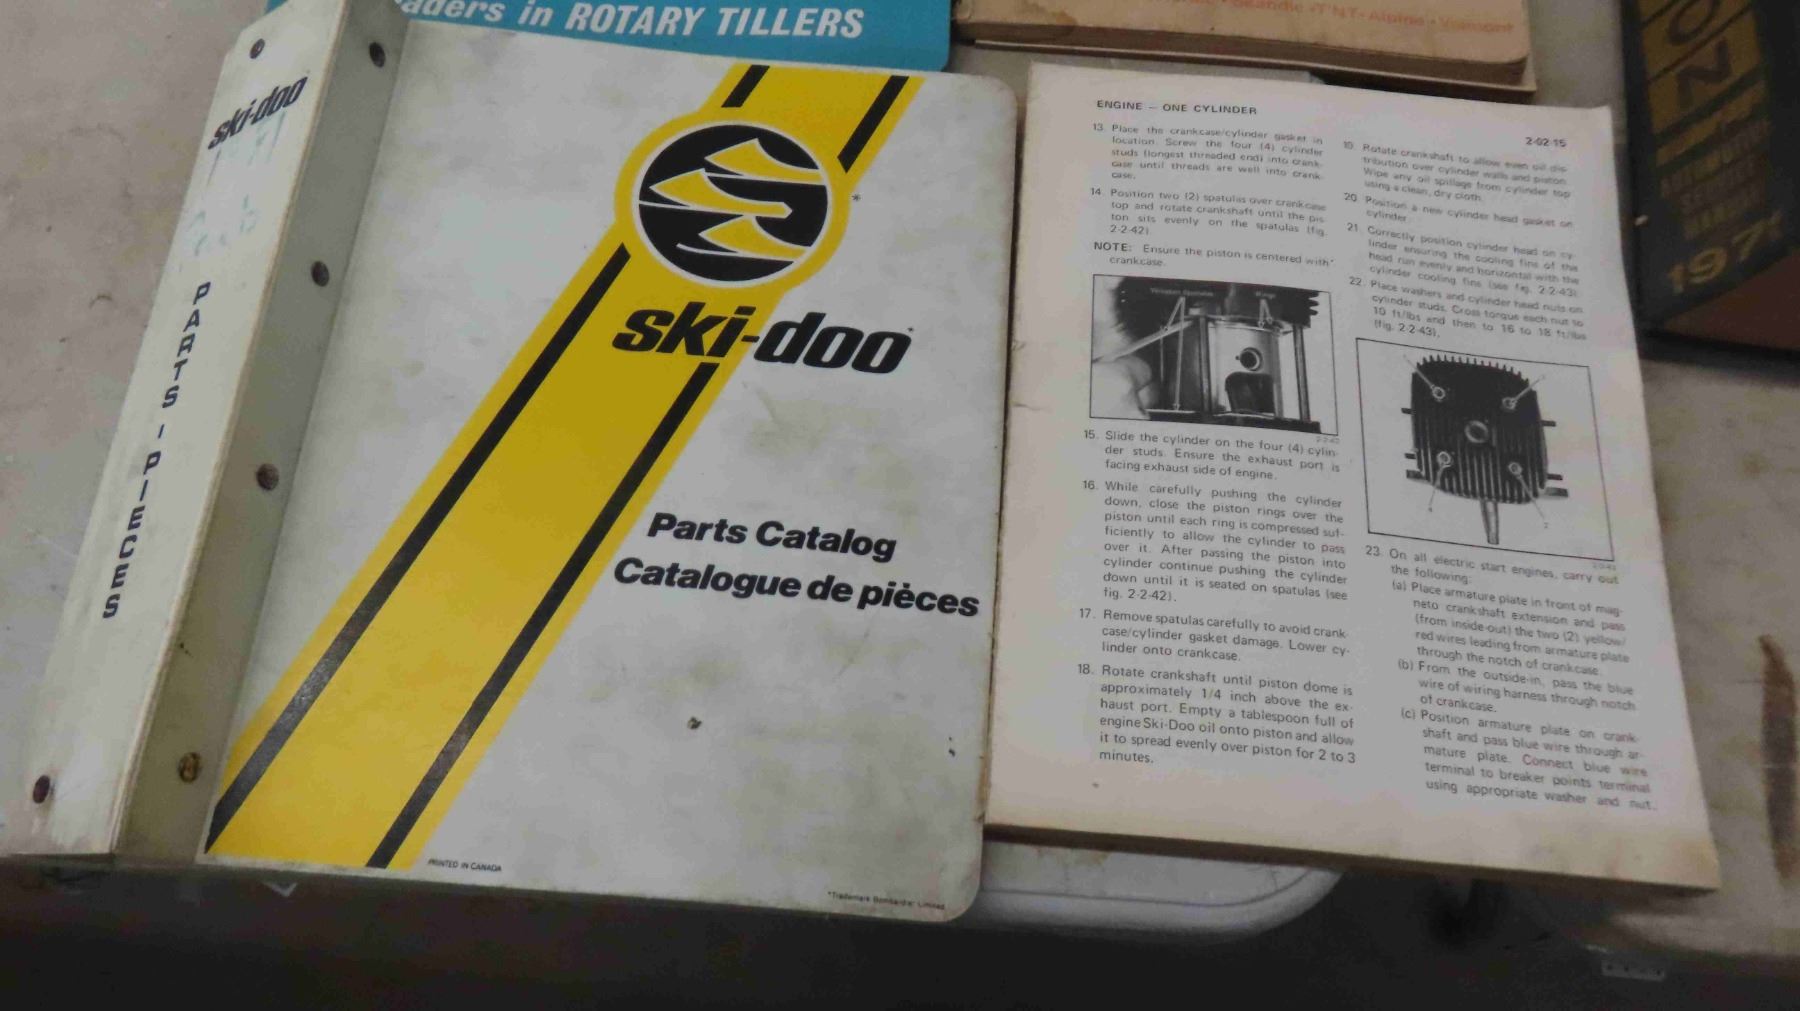 aders in ROTARY TILLERS
Skandic • T'NT • Alpine •
ski-doo
PARTS / PIECES
ski-doo
Parts Catalog
Catalogue de pièces
PRINTED IN CANADA
*Trademark Bombardier Limited
ENGINE — ONE CYLINDER
2-02-15
13. Place the crankcase/cylinder gasket in
location. Screw the four (4) cylinder
studs (longest threaded end) into crank-
case until threads are well into crank-
case.
14. Position two (2) spatulas over crankcase
top and rotate crankshaft until the pis-
ton sits evenly on the spatulas (fig.
2-2-42).
NOTE: Ensure the piston is centered with
crankcase.
Spatulas
Rings
2-2-42
15. Slide the cylinder on the four (4) cylin-
der studs. Ensure the exhaust port is
facing exhaust side of engine.
16. While carefully pushing the cylinder
down, close the piston rings over the
piston until each ring is compressed suf-
ficiently to allow the cylinder to pass
over it. After passing the piston into
cylinder continue pushing the cylinder
down until it is seated on spatulas (see
fig. 2-2-42).
17. Remove spatulas carefully to avoid crank-
case/cylinder gasket damage. Lower cy-
linder onto crankcase.
18. Rotate crankshaft until piston dome is
approximately 1/4 inch above the ex-
haust port. Empty a tablespoon full of
engine Ski-Doo oil onto piston and allow
it to spread evenly over piston for 2 to 3
minutes.
19. Rotate crankshaft to allow even oil dis-
tribution over cylinder walls and piston.
Wipe any oil spillage from cylinder top
using a clean, dry cloth.
20. Position a new cylinder head gasket on
cylinder.
21. Correctly position cylinder head on cy-
linder ensuring the cooling fins of the
head run evenly and horizontal with the
cylinder cooling fins (see fig. 2-2-43).
22. Place washers and cylinder head nuts on
cylinder studs. Cross torque each nut to
10 ft/lbs and then to 16 to 18 ft/lbs
(fig. 2-2-43).
2-2-43
23. On all electric start engines, carry out
the following:
(a) Place armature plate in front of mag-
neto crankshaft extension and pass
(from inside-out) the two (2) yellow/
red wires leading from armature plate
through the notch of crankcase.
(b) From the outside-in, pass the blue
wire of wiring harness through notch
of crankcase.
(c) Position armature plate on crank-
shaft and pass blue wire through ar-
mature plate. Connect blue wire
terminal to breaker points terminal
using appropriate washer and nut.
197